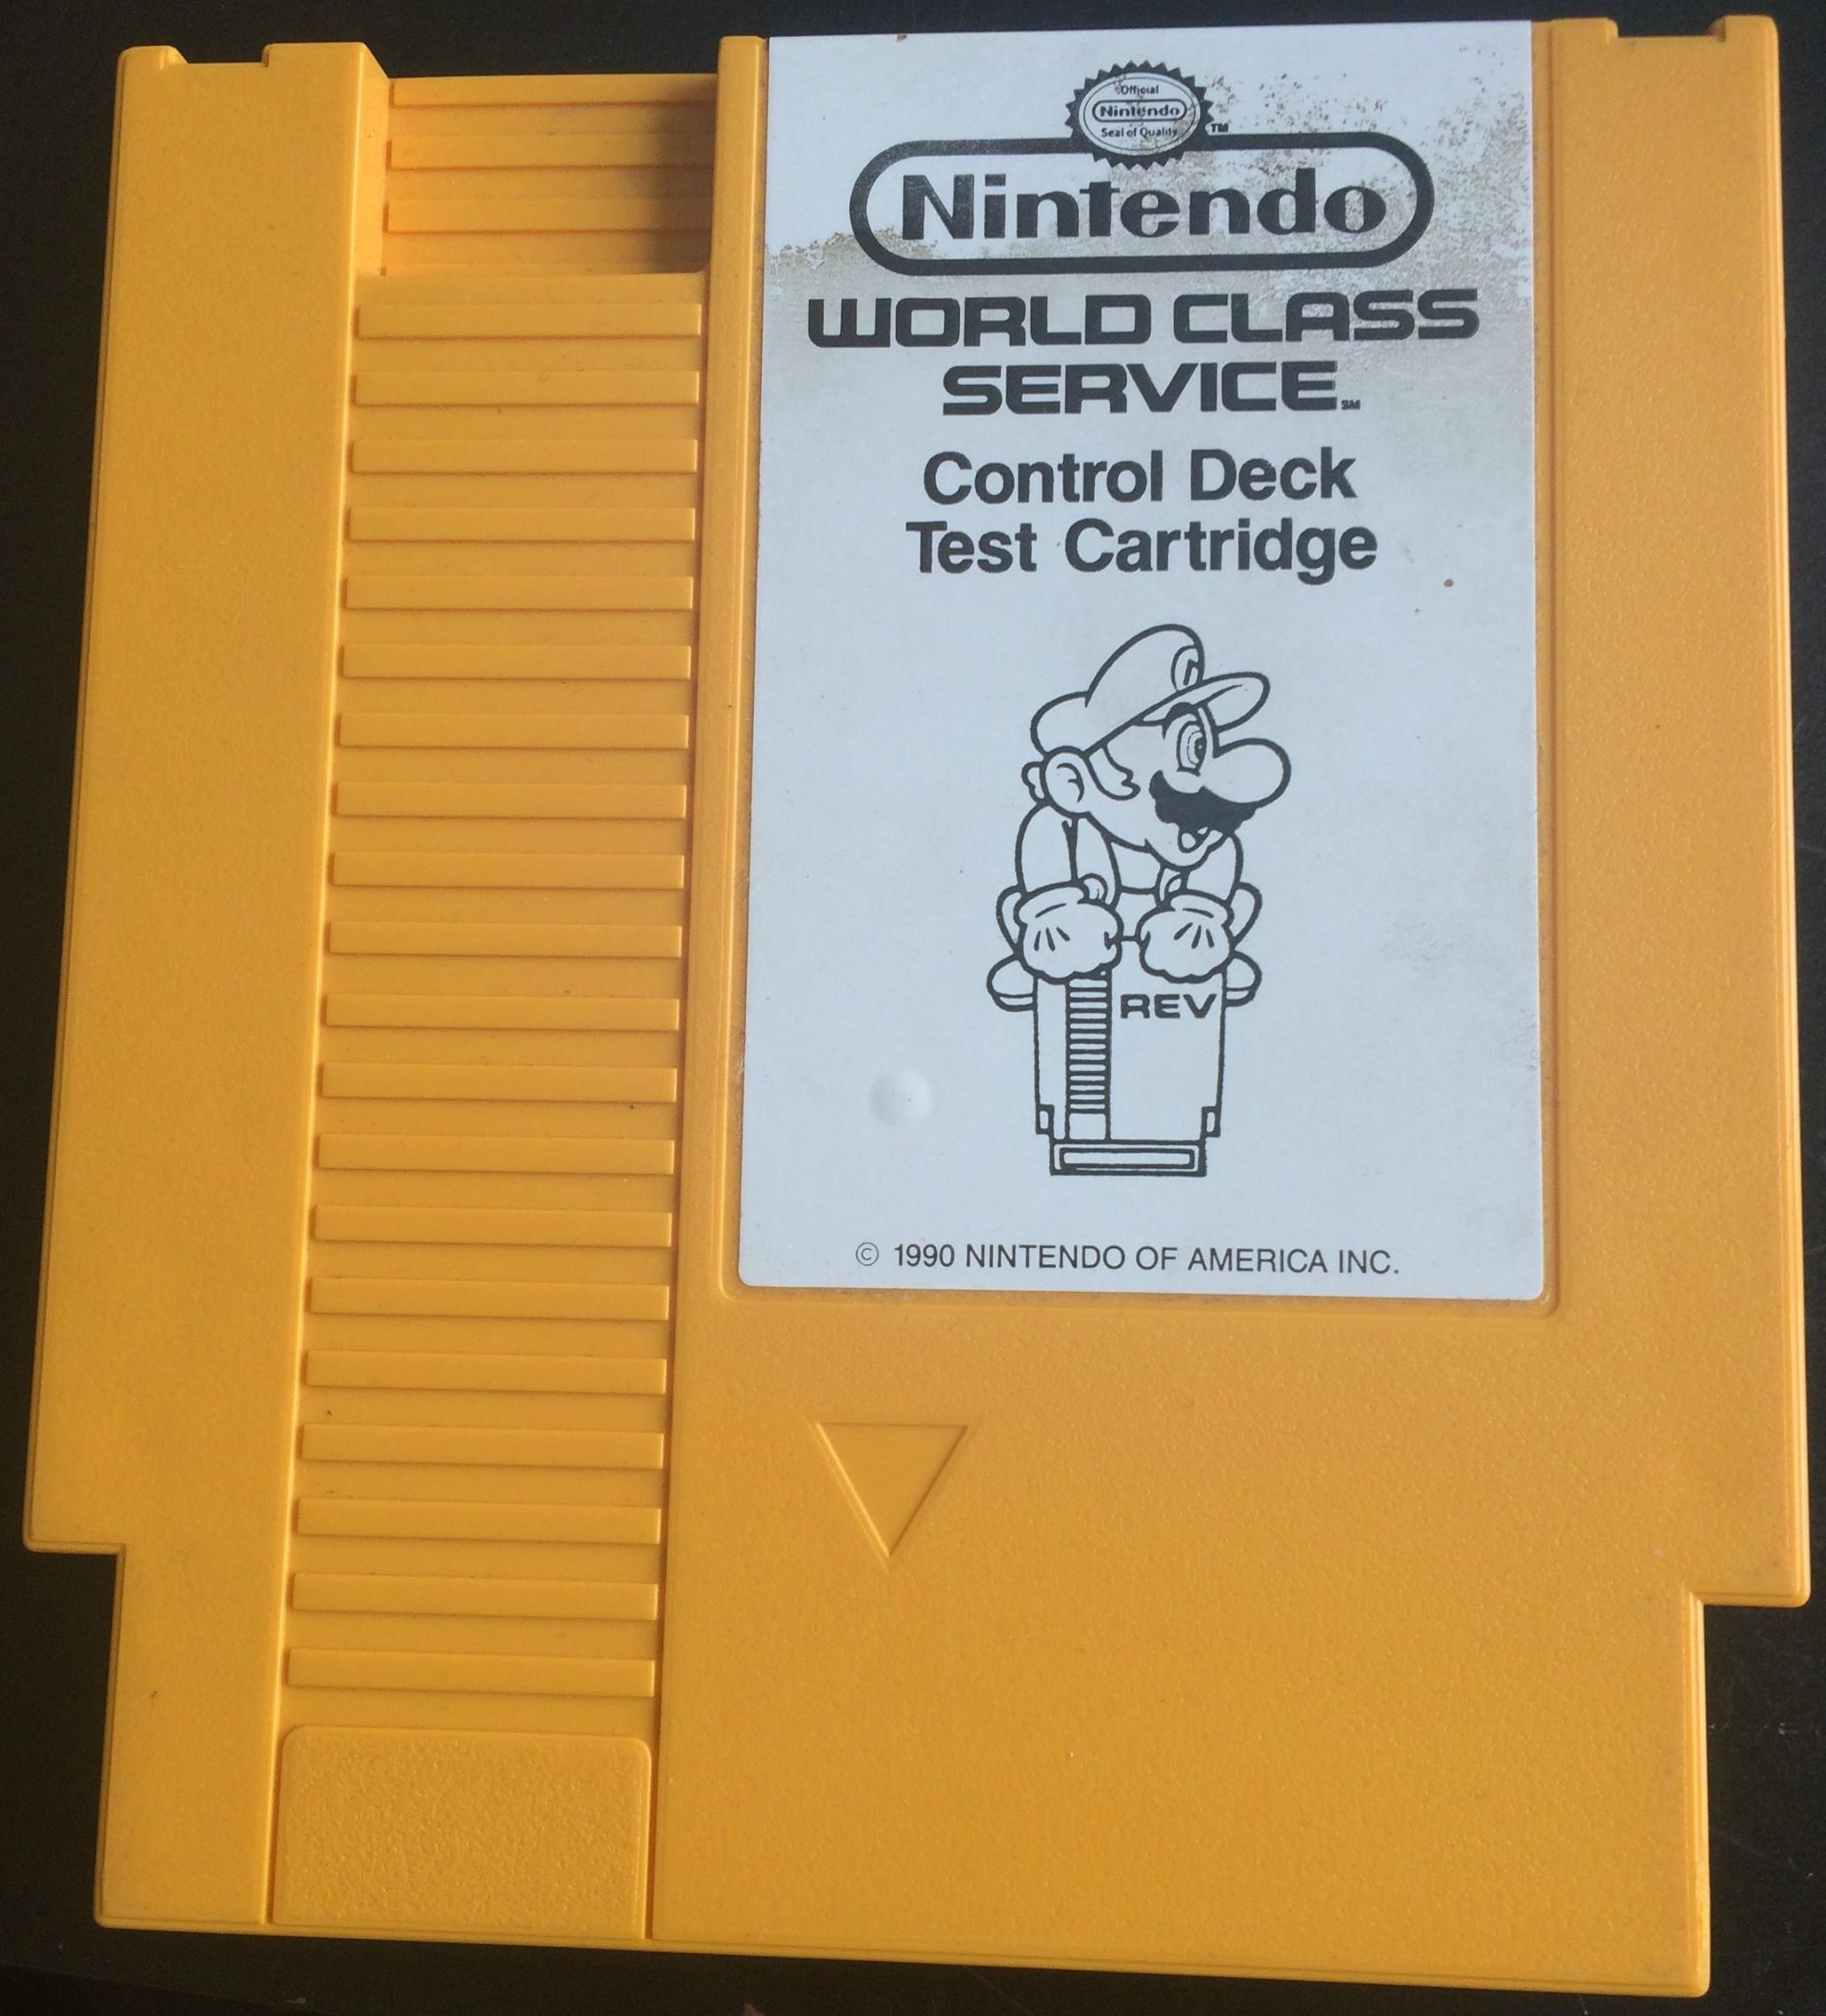 Official
Nintendo
Seal of Quality
TM
Nintendo
WORLD CLASS
SERVICE SM
Control Deck
Test Cartridge
REV
© 1990 NINTENDO OF AMERICA INC.